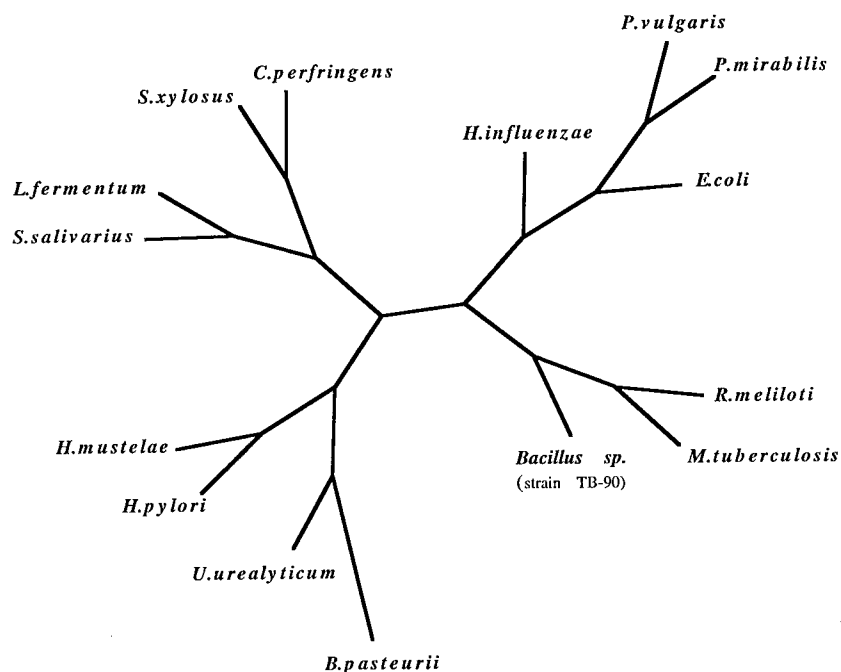 P.vulgaris
P.mirabilis
C.perfringens
S.xylosus
H.influenzae
L.fermentum
E.coli
S.salivarius
R.meliloti
H.mustelae
Bacillus sp.
(strain TB-90)
M.tuberculosis
H.pylori
U.urealyticum
B.pasteurii